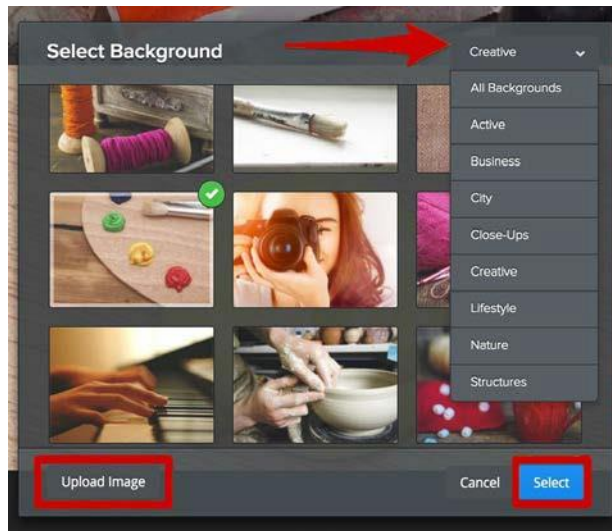 Select Background
Creative
All Backgrounds
Active
Business
City
Close-Ups
Creative
Lifestyle
Nature
Structures
Upload Image
Cancel
Select